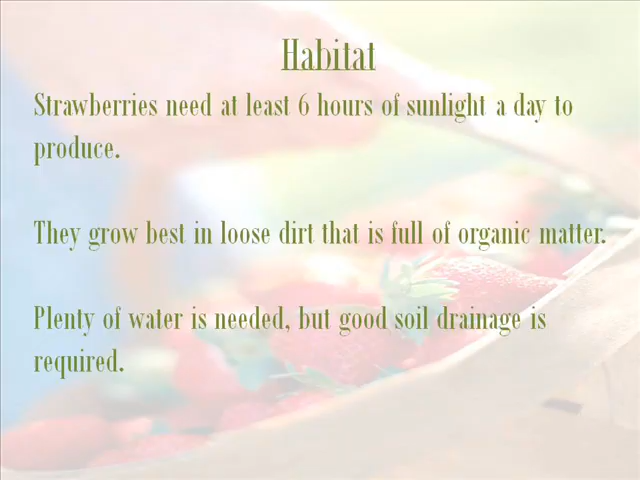 Habitat
Strawberries need at least 6 hours of sunlight a day to
produce.
They grow best in loose dirt that is full of organic matter.
Plenty of water is needed, but good soil drainage is
required.